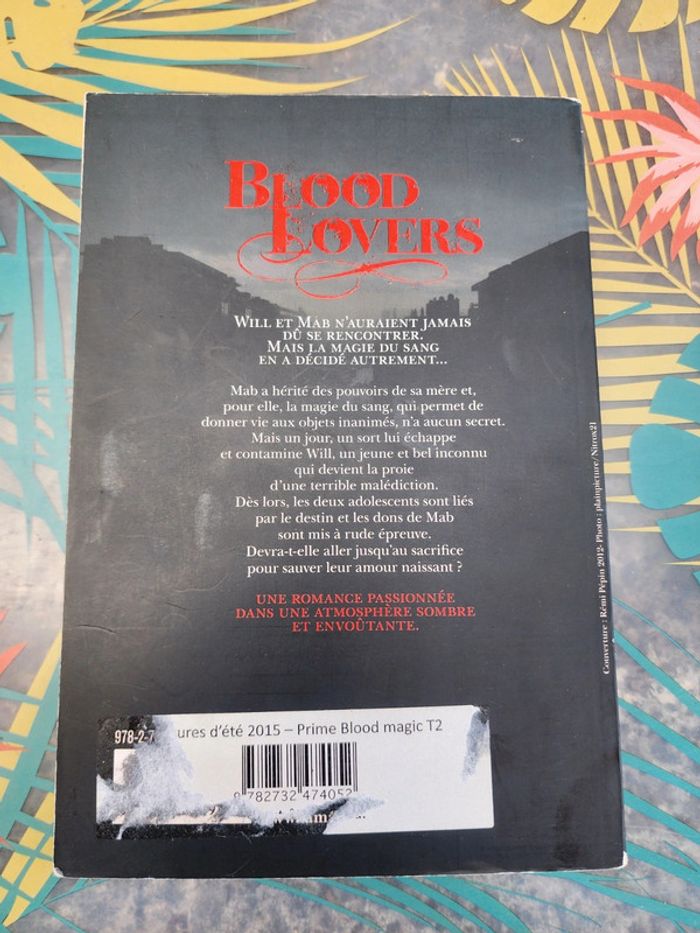 BLOOD
LOVERS
WILL ET MAB N'AURAIENT JAMAIS
DÛ SE RENCONTRER.
MAIS LA MAGIE DU SANG
EN A DÉCIDÉ AUTREMENT...
Mab a hérité des pouvoirs de sa mère et,
pour elle, la magie du sang, qui permet de
donner vie aux objets inanimés, n'a aucun secret.
Mais un jour, un sort lui échappe
et contamine Will, un jeune et bel inconnu
qui devient la proie
d'une terrible malédiction.
Dès lors, les deux adolescents sont liés
par le destin et les dons de Mab
sont mis à rude épreuve.
Devra-t-elle aller jusqu'au sacrifice
pour sauver leur amour naissant ?
UNE ROMANCE PASSIONNÉE
DANS UNE ATMOSPHÈRE SOMBRE
ET ENVOÛTANTE.
Couverture : Rémi Pépin 2012- Photo : plainpicture/Nitrox21
978-2-7
ures d'été 2015 – Prime Blood magic T2
9 782732 474052